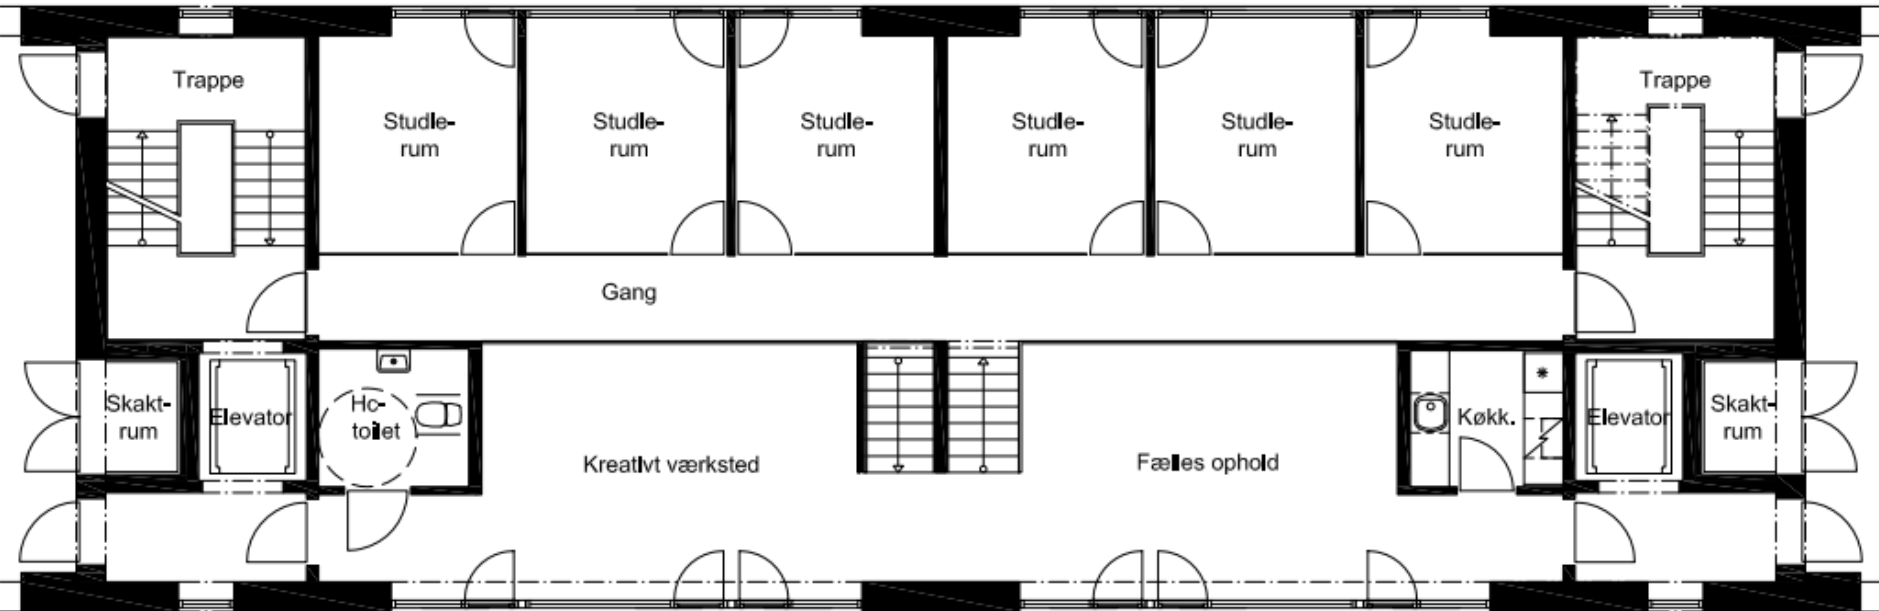 Trappe
Trappe
Studie-
rum
Studie-
rum
Studie-
rum
Studie-
rum
Studie-
rum
Studie-
rum
Gang
Skakt-
rum
Elevator
Hc-
toilet
Kreativt værksted
Fælles ophold
Køkk.
Elevator
Skakt-
rum